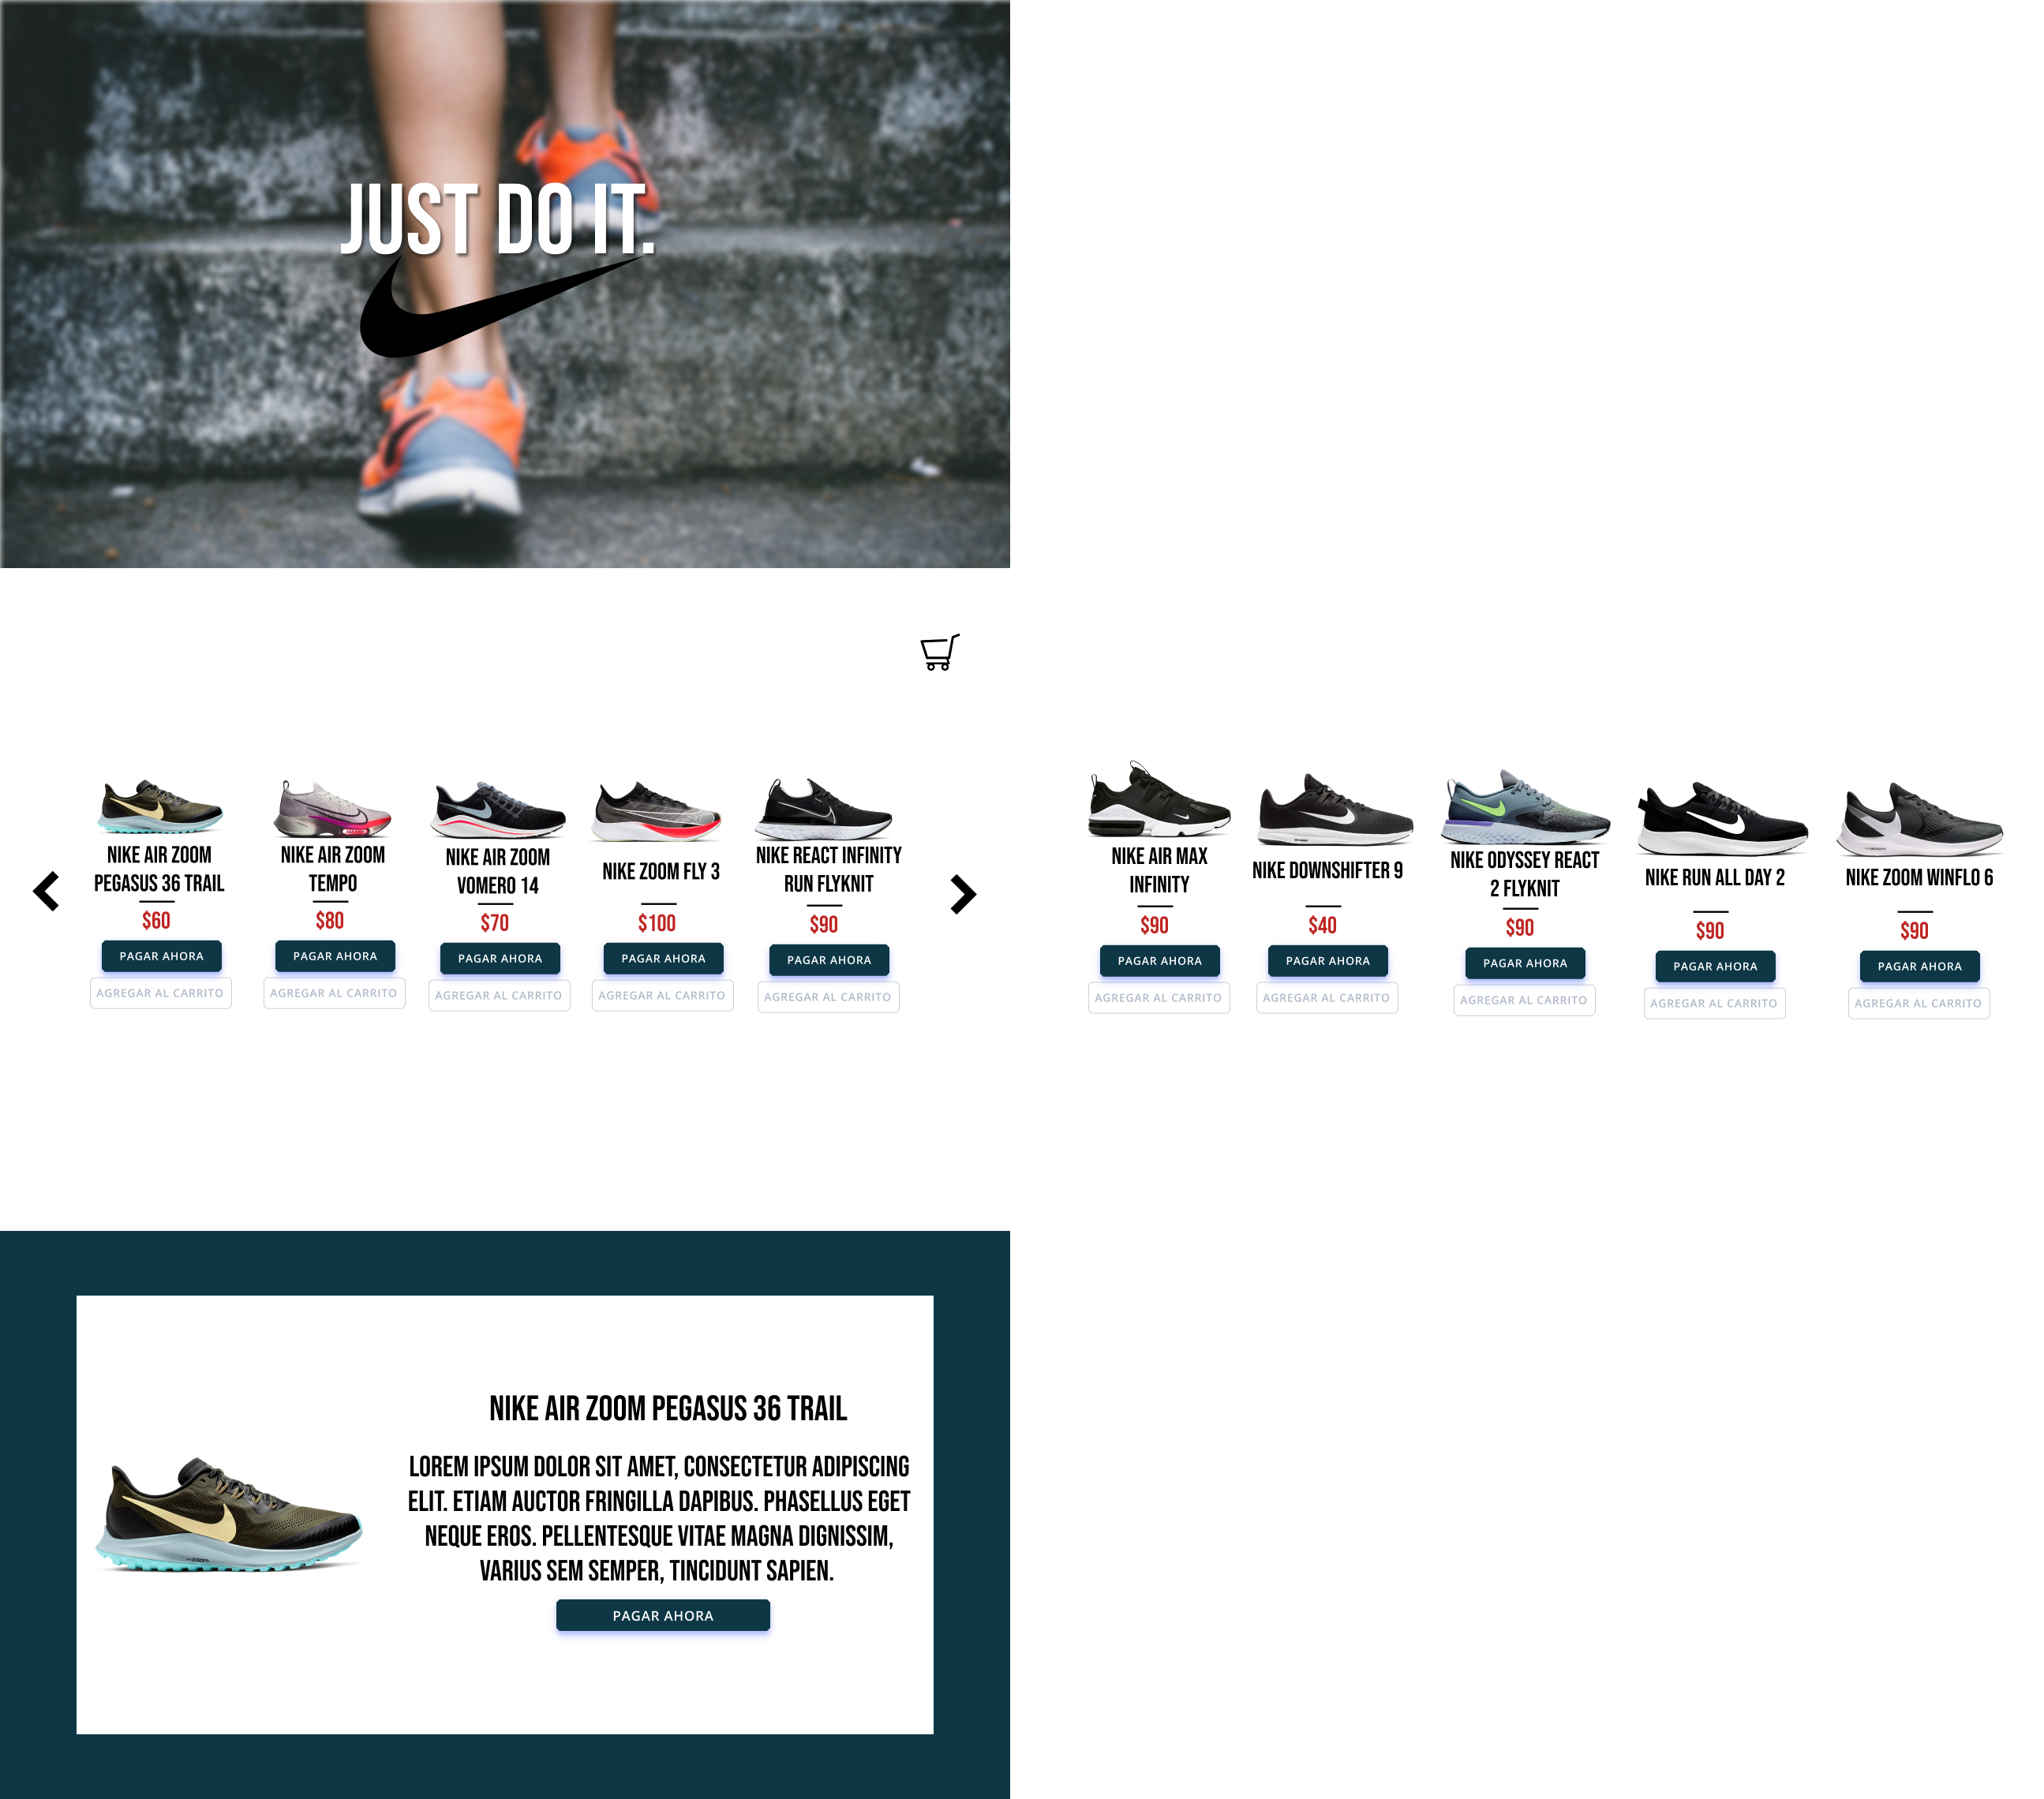 JUST DO IT.
NIKE AIR ZOOM
PEGASUS 36 TRAIL
$60
PAGAR AHORA
AGREGAR AL CARRITO
NIKE AIR ZOOM
TEMPO
$80
PAGAR AHORA
AGREGAR AL CARRITO
NIKE AIR ZOOM
VOMERO 14
$70
PAGAR AHORA
AGREGAR AL CARRITO
NIKE ZOOM FLY 3
$100
PAGAR AHORA
AGREGAR AL CARRITO
NIKE REACT INFINITY
RUN FLYKNIT
$90
PAGAR AHORA
AGREGAR AL CARRITO
NIKE AIR MAX
INFINITY
$90
PAGAR AHORA
AGREGAR AL CARRITO
NIKE DOWNSHIFTER 9
$40
PAGAR AHORA
AGREGAR AL CARRITO
NIKE ODYSSEY REACT
2 FLYKNIT
$90
PAGAR AHORA
AGREGAR AL CARRITO
NIKE RUN ALL DAY 2
$90
PAGAR AHORA
AGREGAR AL CARRITO
NIKE ZOOM WINFLO 6
$90
PAGAR AHORA
AGREGAR AL CARRITO
NIKE AIR ZOOM PEGASUS 36 TRAIL
LOREM IPSUM DOLOR SIT AMET, CONSECTETUR ADIPISCING
ELIT. ETIAM AUCTOR FRINGILLA DAPIBUS. PHASELLUS EGET
NEQUE EROS. PELLENTESQUE VITAE MAGNA DIGNISSIM,
VARIUS SEM SEMPER, TINCIDUNT SAPIEN.
PAGAR AHORA